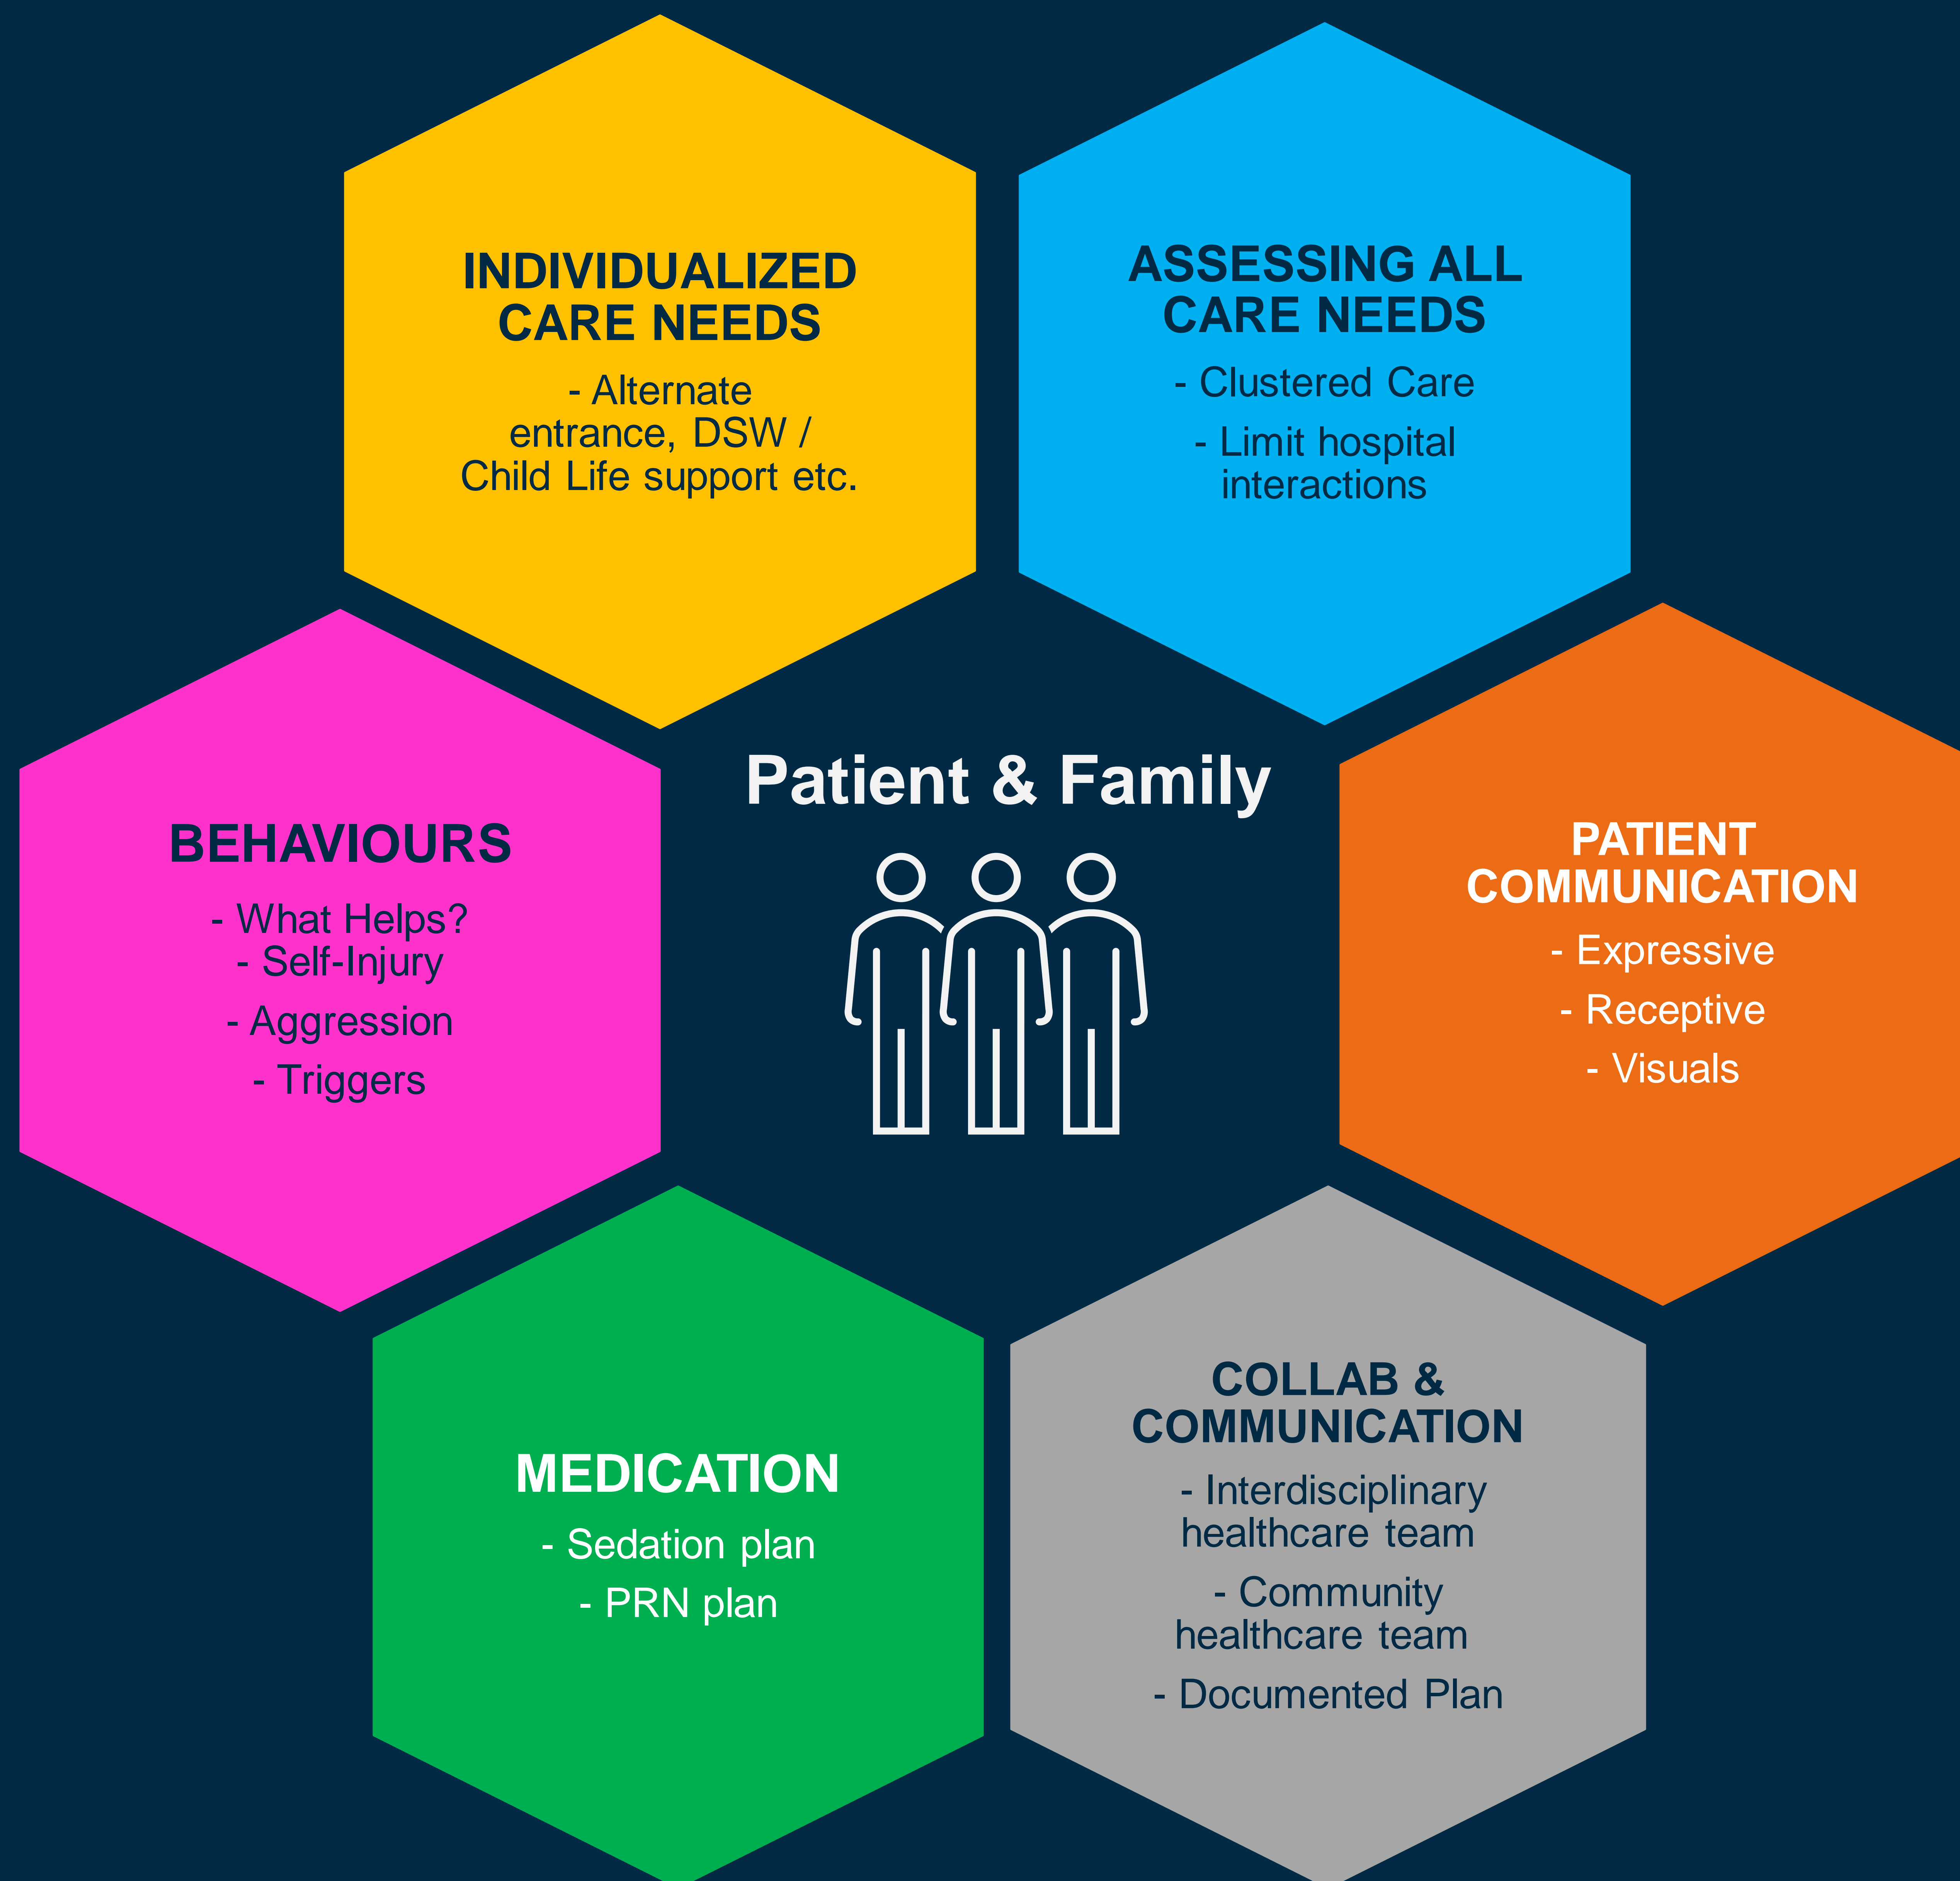 INDIVIDUALIZED
CARE NEEDS
- Alternate
entrance, DSW /
Child Life support etc.
ASSESSING ALL
CARE NEEDS
- Clustered Care
- Limit hospital
interactions
Patient & Family
BEHAVIOURS
- What Helps?
- Self-Injury
- Aggression
- Triggers
PATIENT
COMMUNICATION
- Expressive
- Receptive
- Visuals
MEDICATION
- Sedation plan
- PRN plan
COLLAB &
COMMUNICATION
- Interdisciplinary
healthcare team
- Community
healthcare team
- Documented Plan